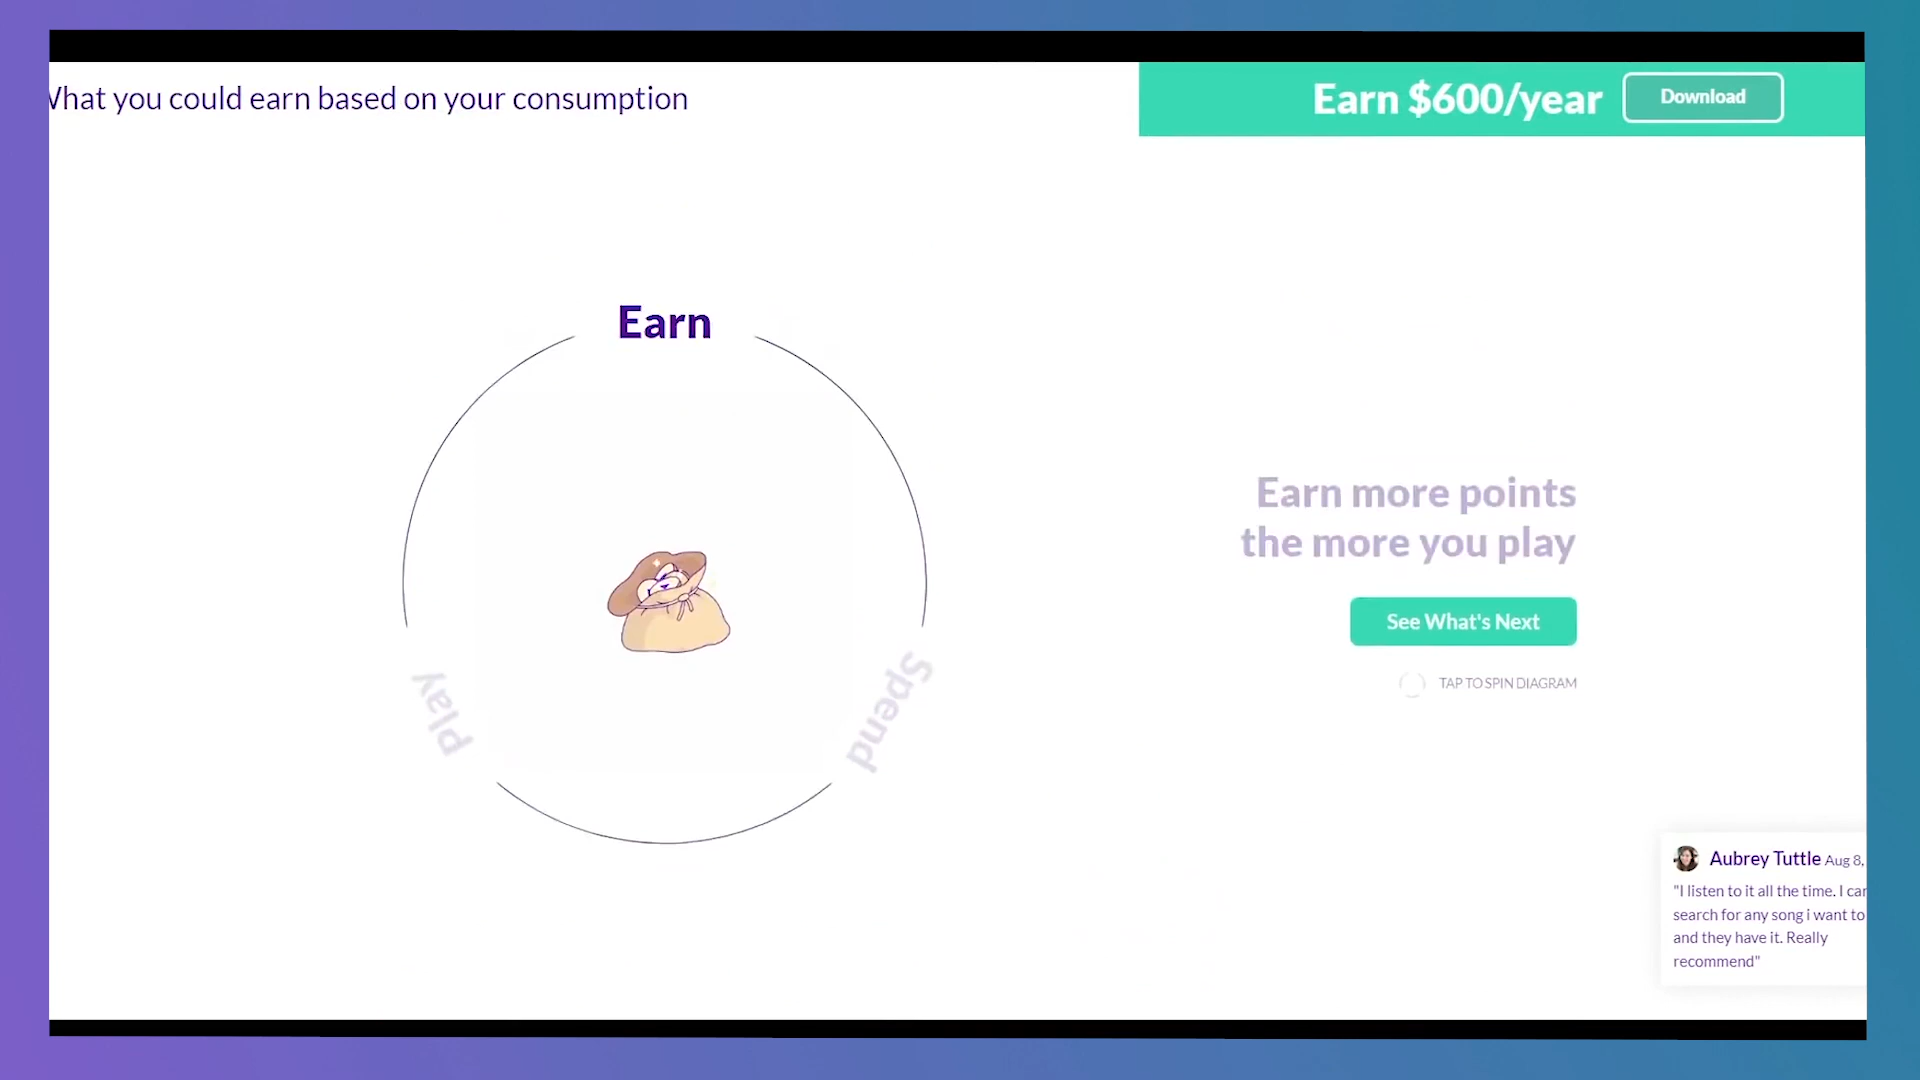 What you could earn based on your consumption
Earn $600/year
Download
Earn
Play
Spend
Earn more points
the more you play
See What's Next
TAP TO SPIN DIAGRAM
Aubrey Tuttle Aug 8,
"I listen to it all the time. I can
search for any song i want to
and they have it. Really
recommend"